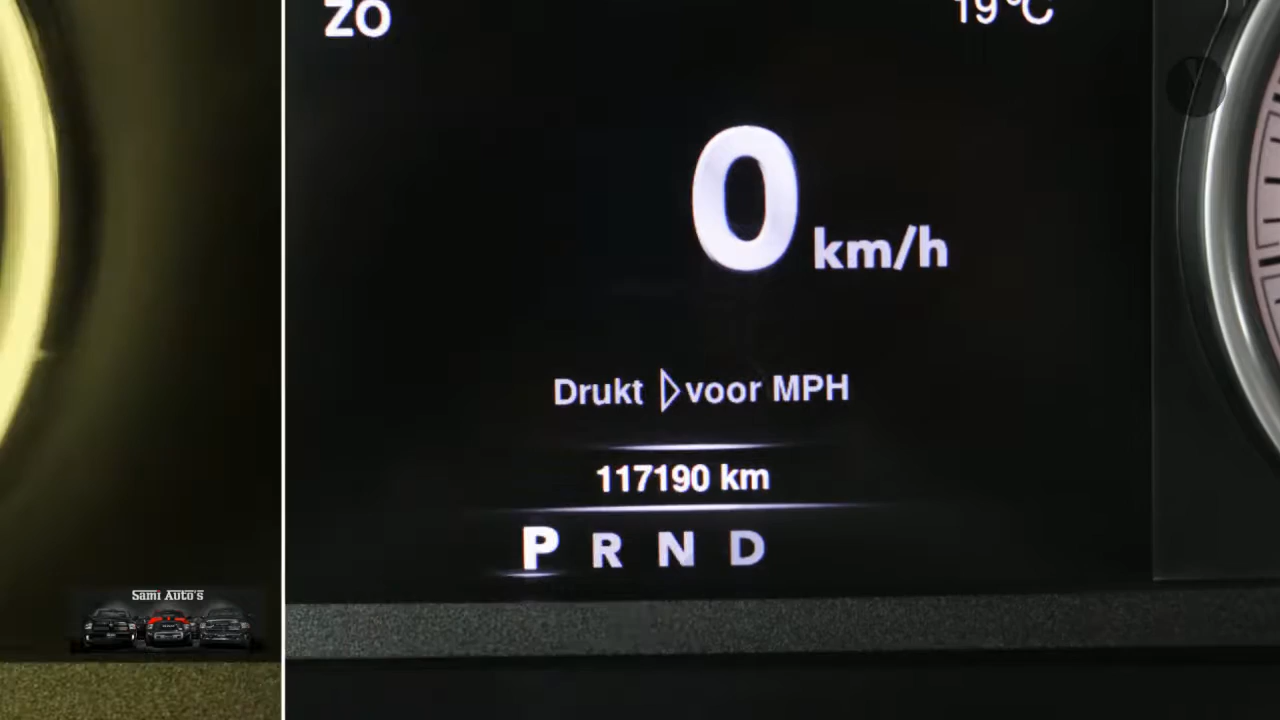 ZO
19°C
0 km/h
Drukt ▷ voor MPH
117190 km
P R N D
Sami Auto's